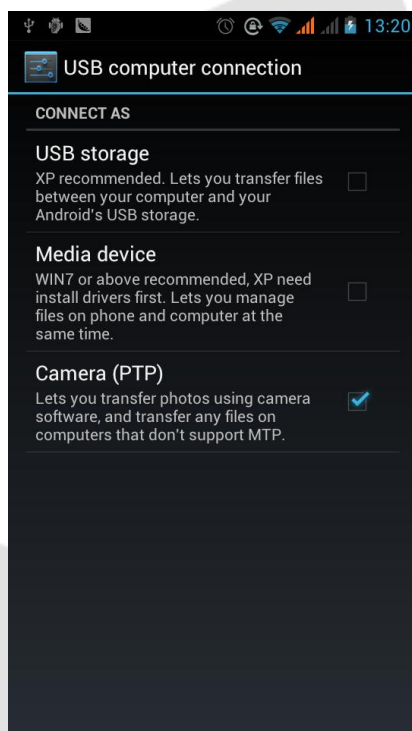 13:20
USB computer connection
CONNECT AS
USB storage
XP recommended. Lets you transfer files
between your computer and your
Android's USB storage.
Media device
WIN7 or above recommended, XP need
install drivers first. Lets you manage
files on phone and computer at the
same time.
Camera (PTP)
Lets you transfer photos using camera
software, and transfer any files on
computers that don't support MTP.